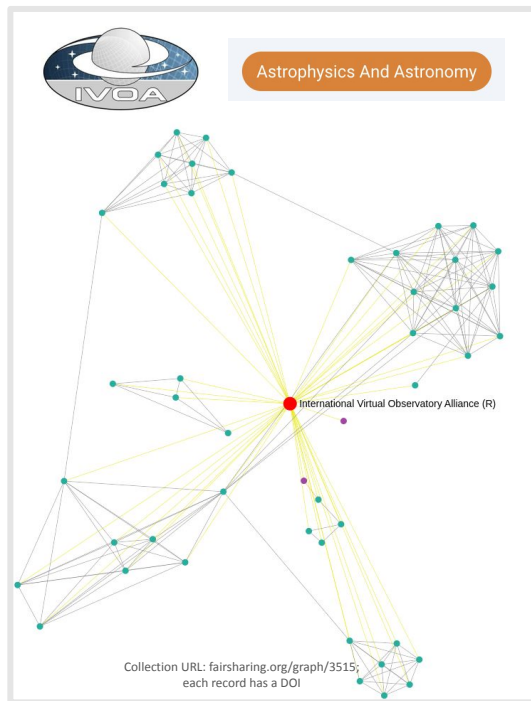 IVOA
Astrophysics And Astronomy
International Virtual Observatory Alliance (R)
Collection URL: fairsharing.org/graph/3515;
each record has a DOI